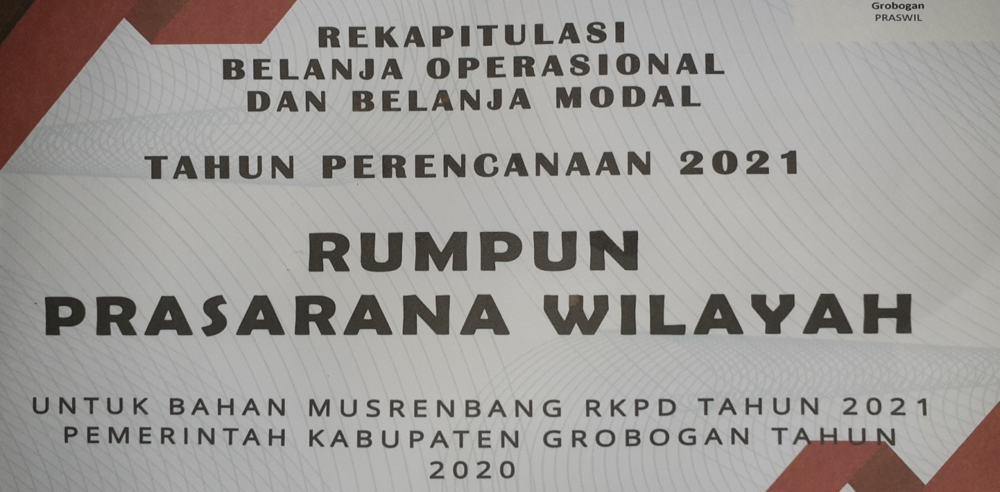 Grobogan
PRASWIL
REKAPITULASI
BELANJA OPERASIONAL
DAN BELANJA MODAL
TAHUN PERENCANAAN 2021
RUMPUN
PRASARANA WILAYAH
UNTUK BAHAN MUSRENBANG RKPD TAHUN 2021
PEMERINTAH KABUPATEN GROBOGAN TAHUN
2020